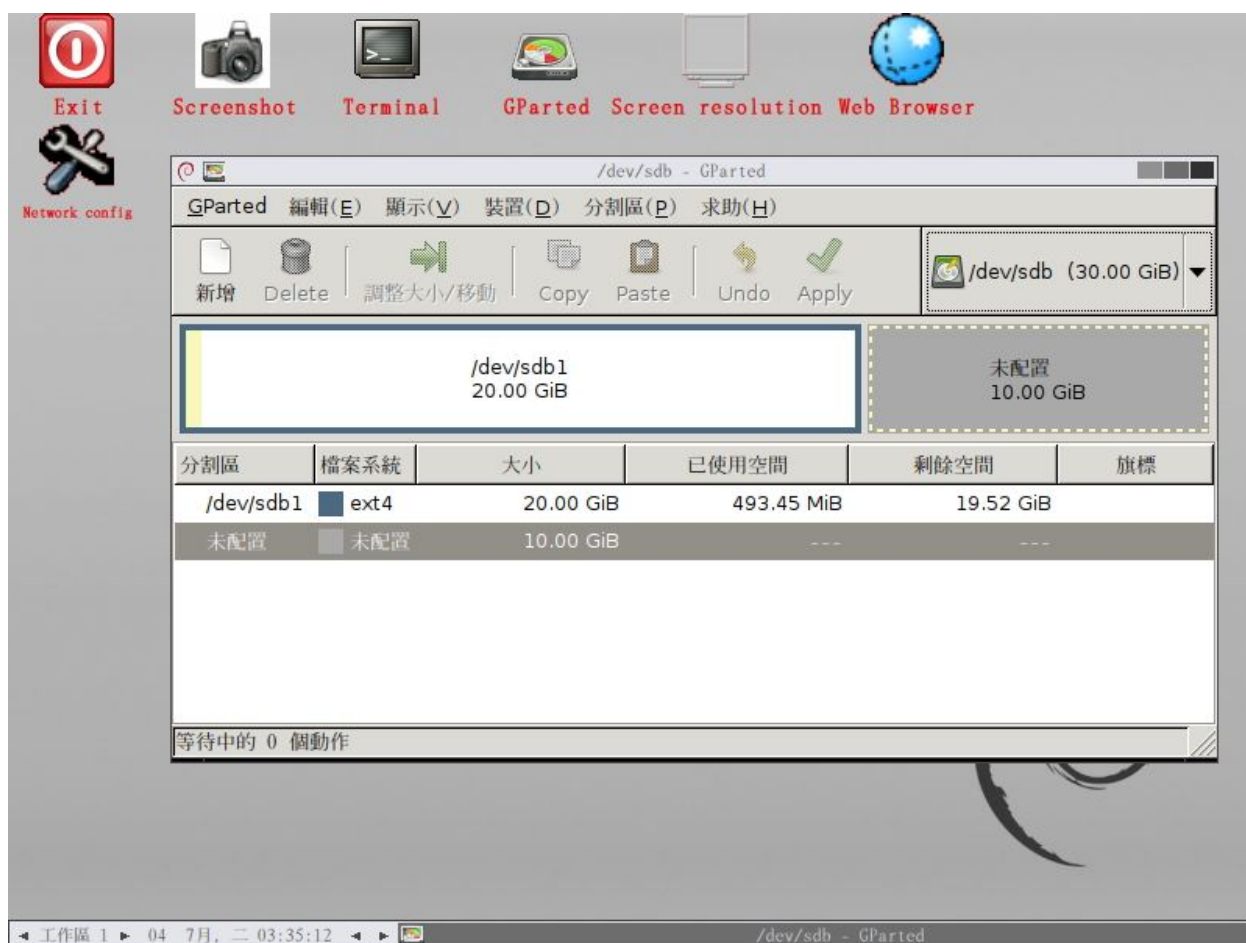 Exit Screenshot Terminal GParted Screen resolution Web Browser
Network config
/dev/sdb - GParted
GParted 編輯(E) 顯示(V) 裝置(D) 分割區(P) 求助(H)
新增 Delete 調整大小/移動 Copy Paste Undo Apply
/dev/sdb (30.00 GiB)
/dev/sdb1
20.00 GiB
未配置
10.00 GiB
分割區 檔案系統 大小 已使用空間 剩餘空間 旗標
/dev/sdb1 ext4 20.00 GiB 493.45 MiB 19.52 GiB
未配置 未配置 10.00 GiB --- ---
等待中的 0 個動作
工作區 1 04 7月, 二 03:35:12 /dev/sdb - GParted